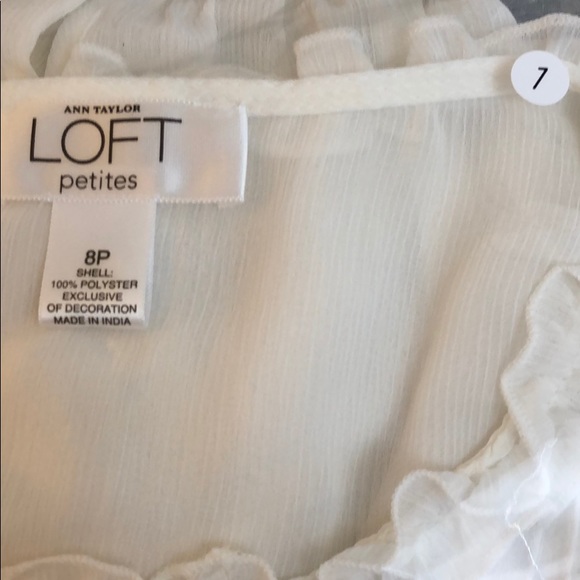 ANN TAYLOR
LOFT
petites
8P
SHELL:
100% POLYSTER
EXCLUSIVE
OF DECORATION
MADE IN INDIA
7